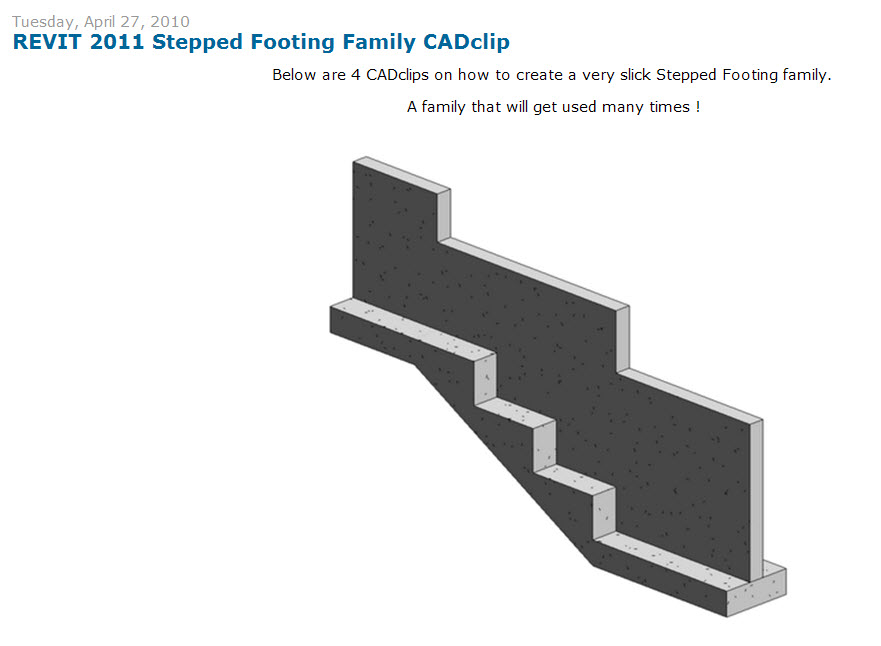 Tuesday, April 27, 2010
REVIT 2011 Stepped Footing Family CADclip
Below are 4 CADclips on how to create a very slick Stepped Footing family.
A family that will get used many times !